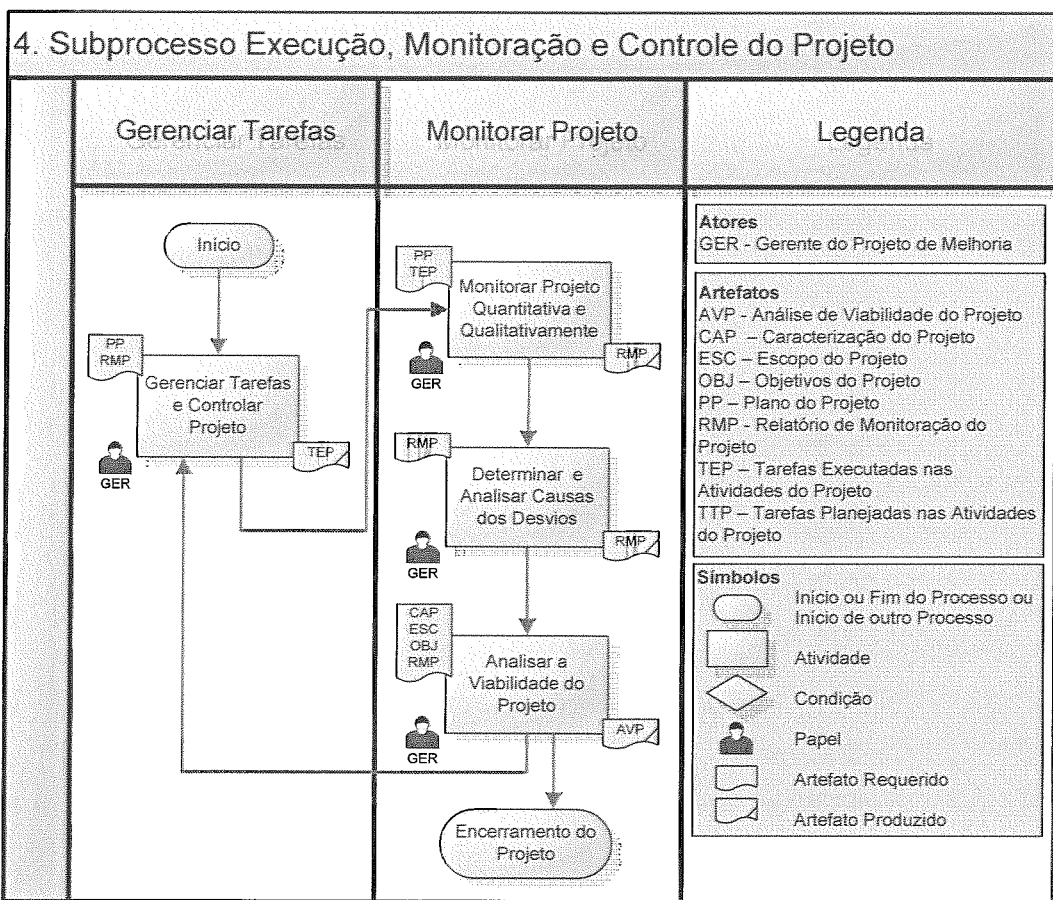 4. Subprocesso Execução, Monitoração e Controle do Projeto
Gerenciar Tarefas
Monitorar Projeto
Legenda
Início
PP
RMP
Gerenciar Tarefas
e Controlar
Projeto
TEP
GER
PP
TEP
Monitorar Projeto
Quantitativa e
Qualitativamente
RMP
GER
RMP
Determinar e
Analisar Causas
dos Desvios
RMP
GER
CAP
ESC
OBJ
RMP
Analisar a
Viabilidade do
Projeto
AVP
GER
Encerramento do
Projeto
Atores
GER - Gerente do Projeto de Melhoria
Artefatos
AVP - Análise de Viabilidade do Projeto
CAP – Caracterização do Projeto
ESC – Escopo do Projeto
OBJ – Objetivos do Projeto
PP – Plano do Projeto
RMP - Relatório de Monitoração do
Projeto
TEP – Tarefas Executadas nas
Atividades do Projeto
TTP – Tarefas Planejadas nas Atividades
do Projeto
Símbolos
Início ou Fim do Processo ou
Início de outro Processo
Atividade
Condição
Papel
Artefato Requerido
Artefato Produzido